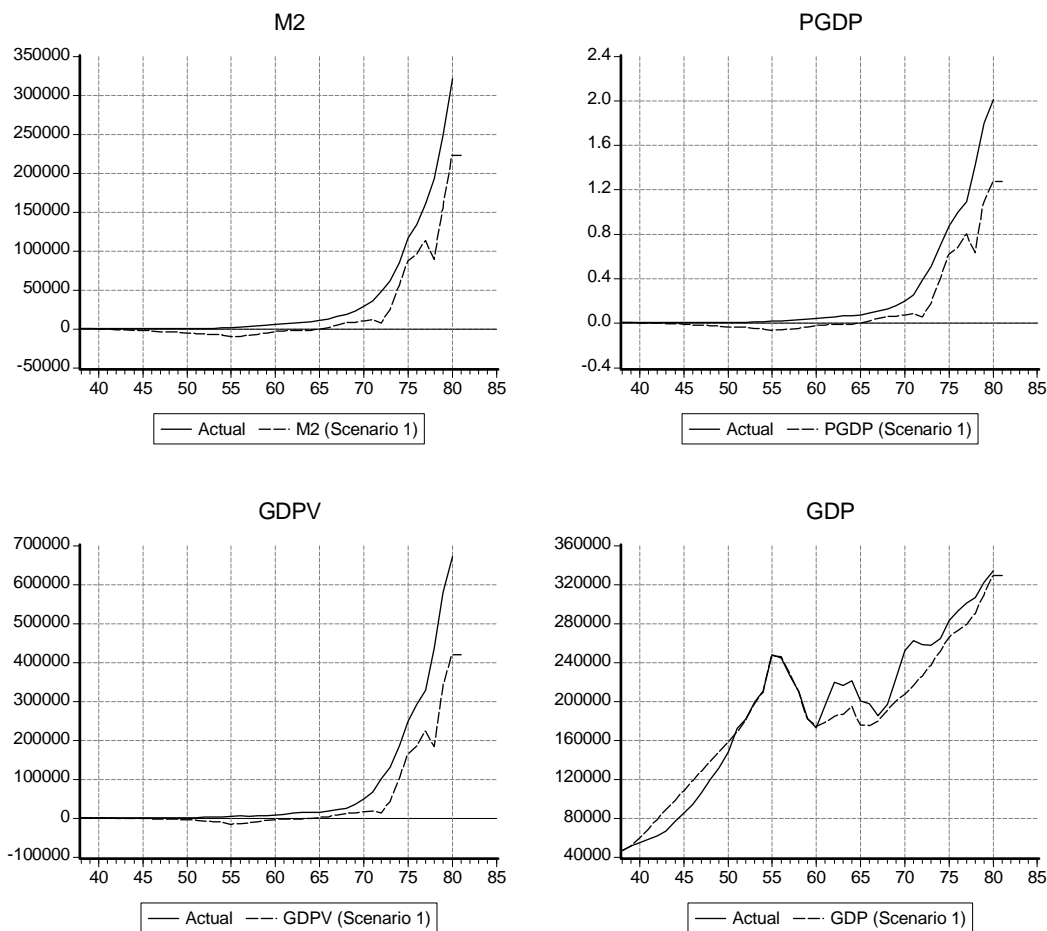 M2
350000
300000
250000
200000
150000
100000
50000
0
-50000
40 45 50 55 60 65 70 75 80 85
Actual M2 (Scenario 1)
PGDP
2.4
2.0
1.6
1.2
0.8
0.4
0.0
-0.4
40 45 50 55 60 65 70 75 80 85
Actual PGDP (Scenario 1)
GDPV
700000
600000
500000
400000
300000
200000
100000
0
-100000
40 45 50 55 60 65 70 75 80 85
Actual GDPV (Scenario 1)
GDP
360000
320000
280000
240000
200000
160000
120000
80000
40000
40 45 50 55 60 65 70 75 80 85
Actual GDP (Scenario 1)